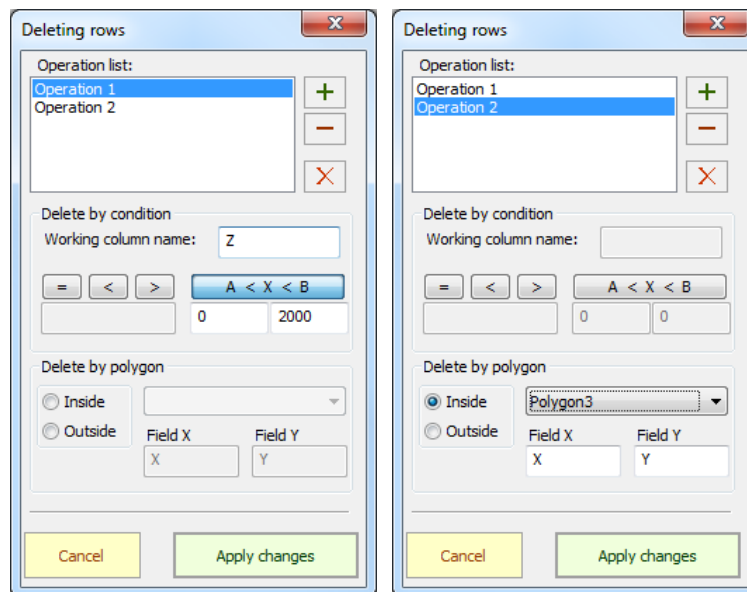 Deleting rows
Operation list:
Operation 1
Operation 2
+
−
X
Delete by condition
Working column name: Z
= < > A < X < B
0 2000
Delete by polygon
Inside
Outside
Field X Field Y
X Y
Cancel Apply changes
Deleting rows
Operation list:
Operation 1
Operation 2
+
−
X
Delete by condition
Working column name:
= < > A < X < B
0 0
Delete by polygon
Inside Polygon3
Outside
Field X Field Y
X Y
Cancel Apply changes